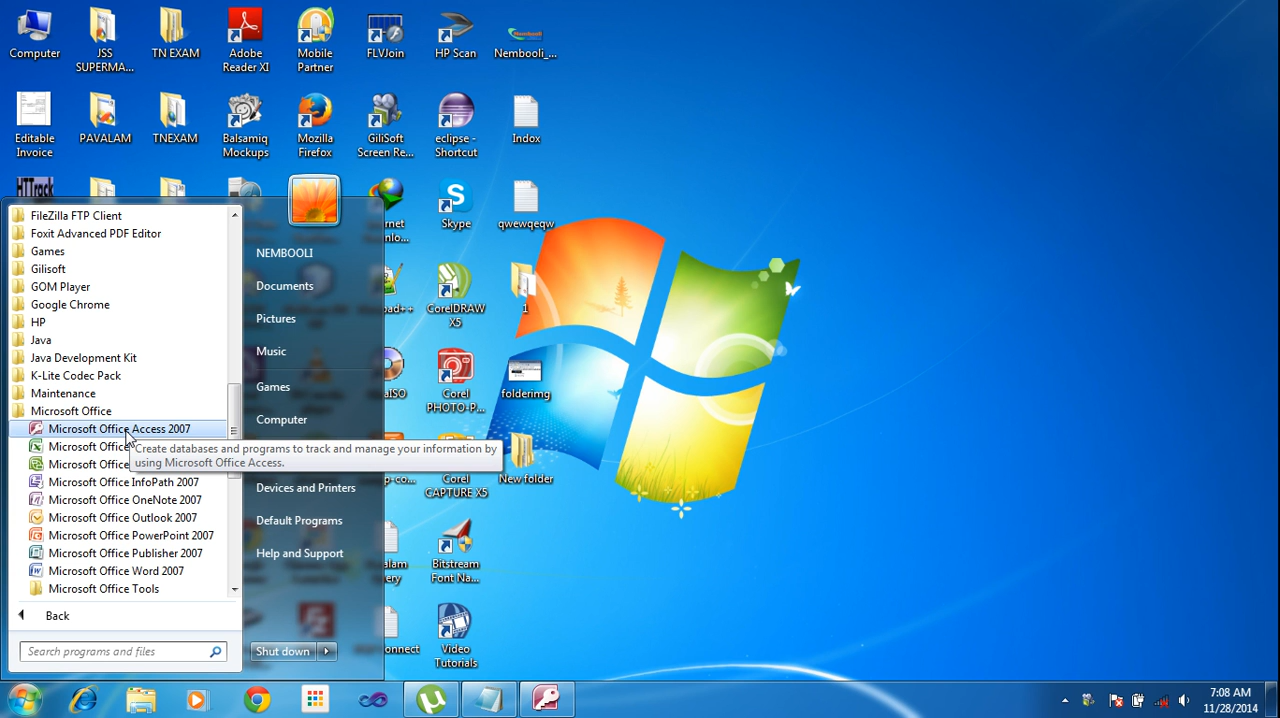 Computer
JSS
SUPERMA...
TN EXAM
Adobe
Reader XI
Mobile
Partner
FLVJoin
HP Scan
Nembooli_...
Editable
Invoice
PAVALAM
TNEXAM
Balsamiq
Mockups
Mozilla
Firefox
GiliSoft
Screen Re...
eclipse -
Shortcut
Indox
HTTrack
Skype
qwewqeqw
CorelDRAW
X5
1
Corel
PHOTO-P...
folderimg
Corel
CAPTURE X5
New folder
Bitstream
Font Na...
Video
Tutorials
FileZilla FTP Client
Foxit Advanced PDF Editor
Games
Gilisoft
GOM Player
Google Chrome
HP
Java
Java Development Kit
K-Lite Codec Pack
Maintenance
Microsoft Office
Microsoft Office Access 2007
Microsoft Office
Microsoft Office
Microsoft Office InfoPath 2007
Microsoft Office OneNote 2007
Microsoft Office Outlook 2007
Microsoft Office PowerPoint 2007
Microsoft Office Publisher 2007
Microsoft Office Word 2007
Microsoft Office Tools
Back
Search programs and files
Create databases and programs to track and manage your information by
using Microsoft Office Access.
NEMBOOLI
Documents
Pictures
Music
Games
Computer
Devices and Printers
Default Programs
Help and Support
Shut down
7:08 AM
11/28/2014